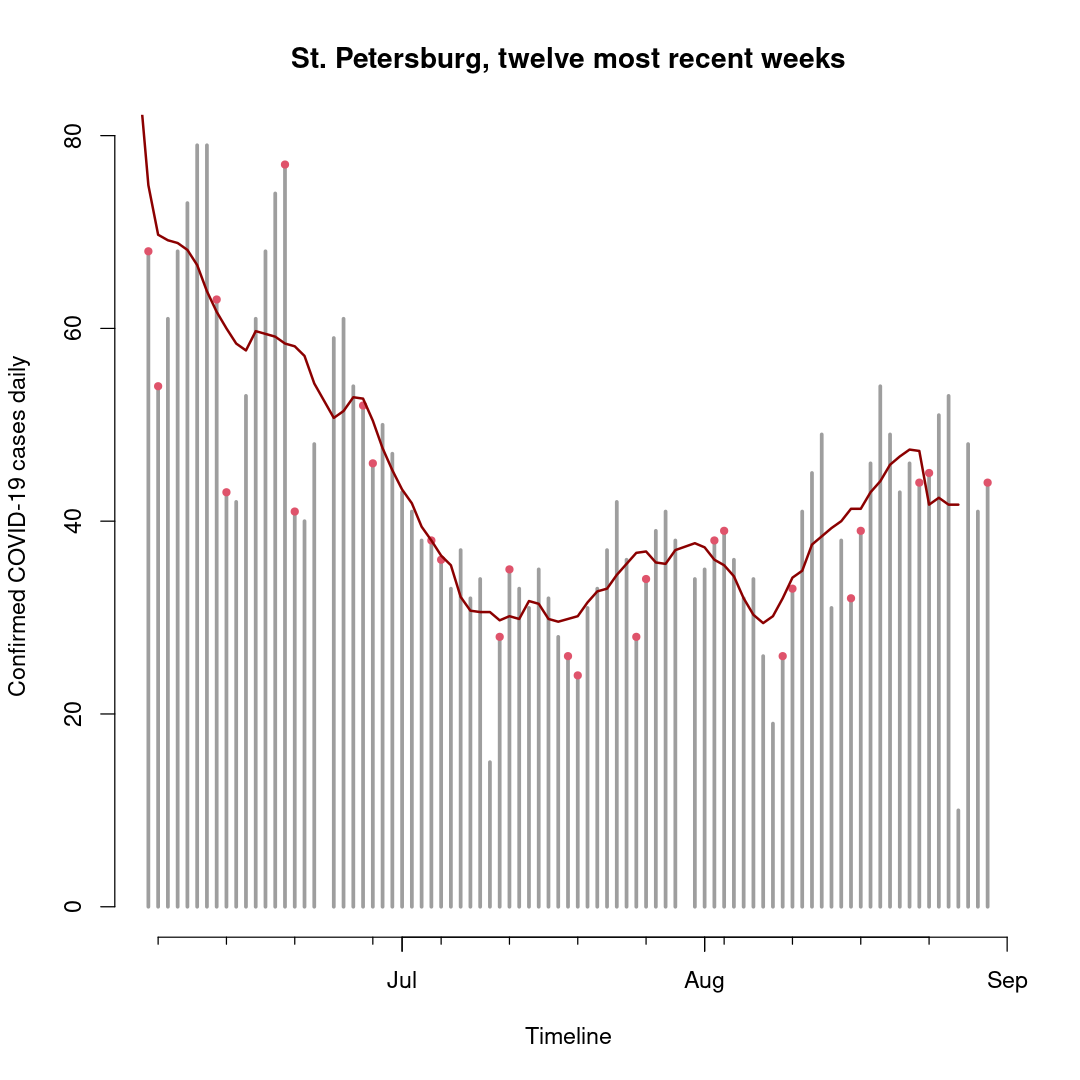 St. Petersburg, twelve most recent weeks
Confirmed COVID-19 cases daily
80
60
40
20
0
Jul
Aug
Sep
Timeline